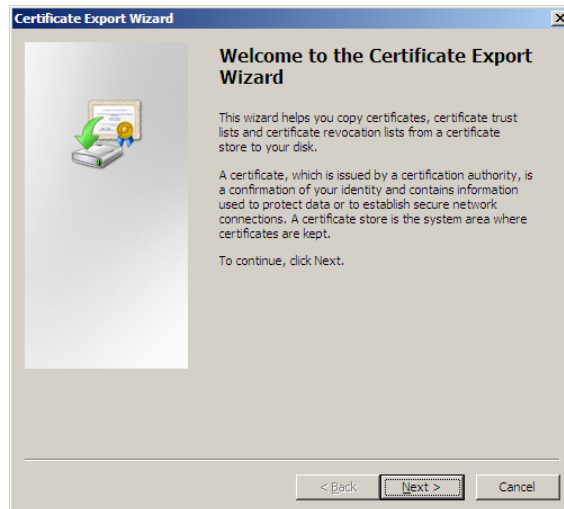 Certificate Export Wizard
Welcome to the Certificate Export
Wizard
This wizard helps you copy certificates, certificate trust
lists and certificate revocation lists from a certificate
store to your disk.
A certificate, which is issued by a certification authority, is
a confirmation of your identity and contains information
used to protect data or to establish secure network
connections. A certificate store is the system area where
certificates are kept.
To continue, click Next.
< Back
Next >
Cancel